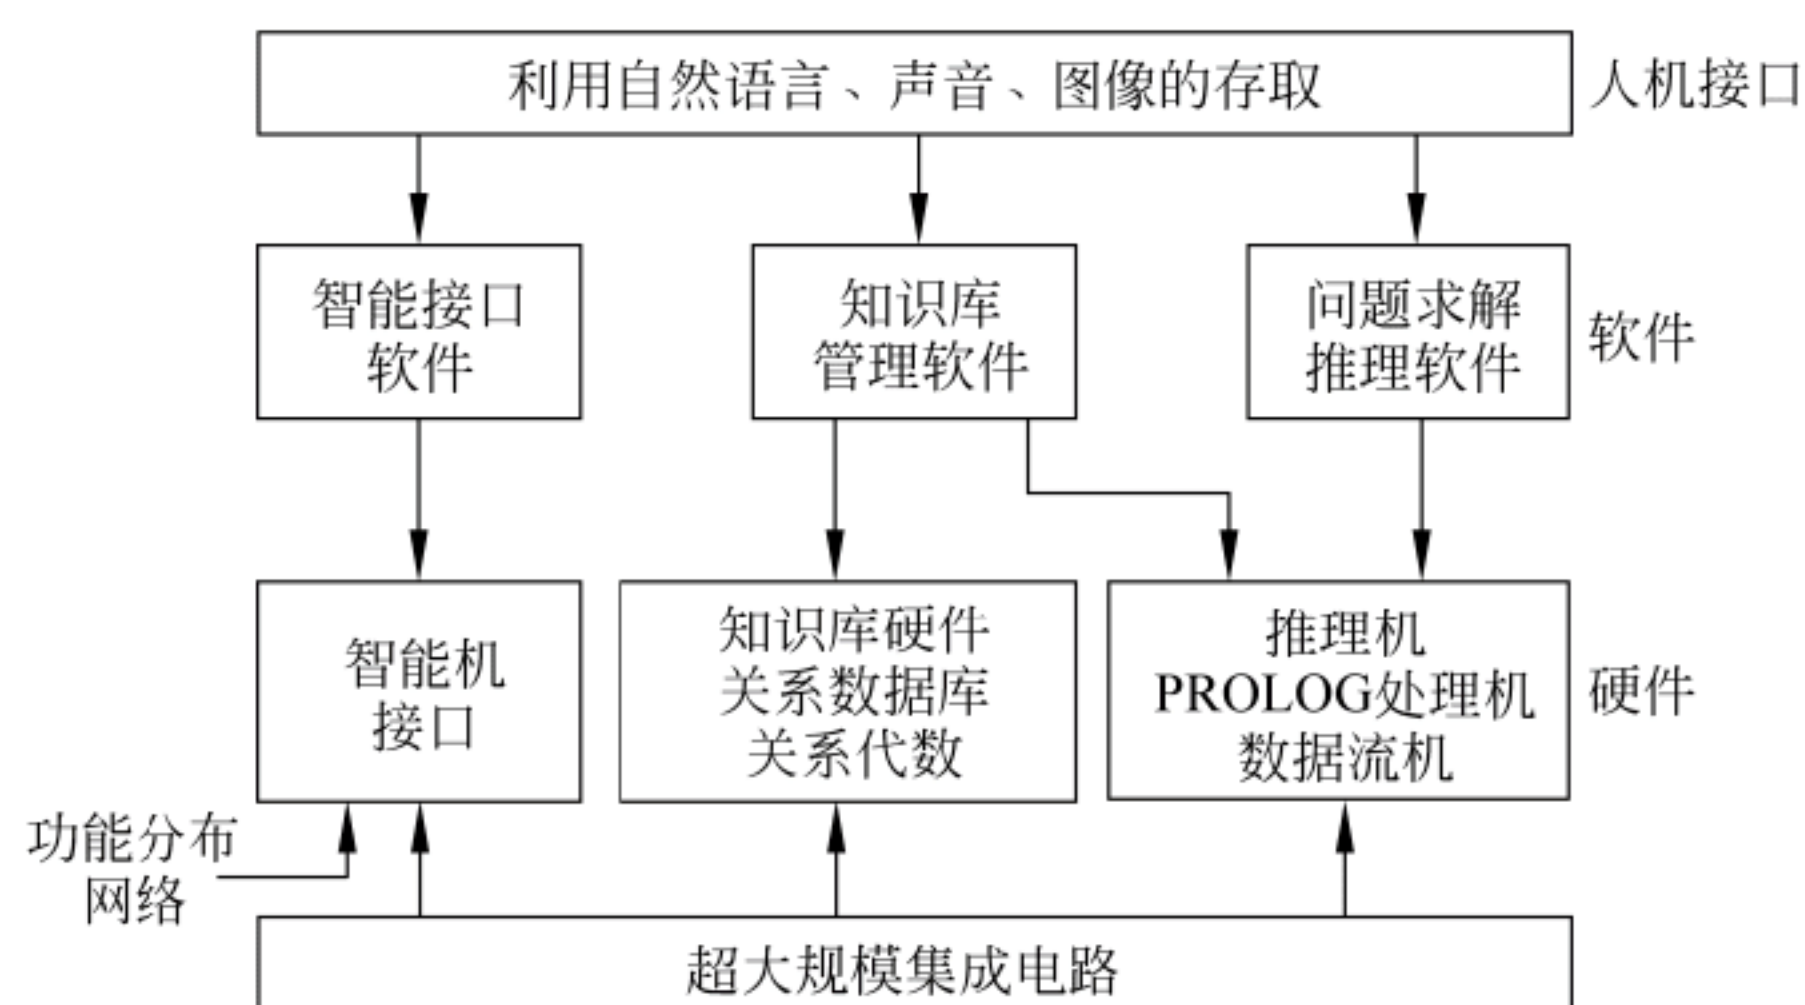 利用自然语言、声音、图像的存取
人机接口
智能接口
软件
知识库
管理软件
问题求解
推理软件
软件
智能机
接口
知识库硬件
关系数据库
关系代数
推理机
PROLOG处理机
数据流机
硬件
功能分布
网络
超大规模集成电路